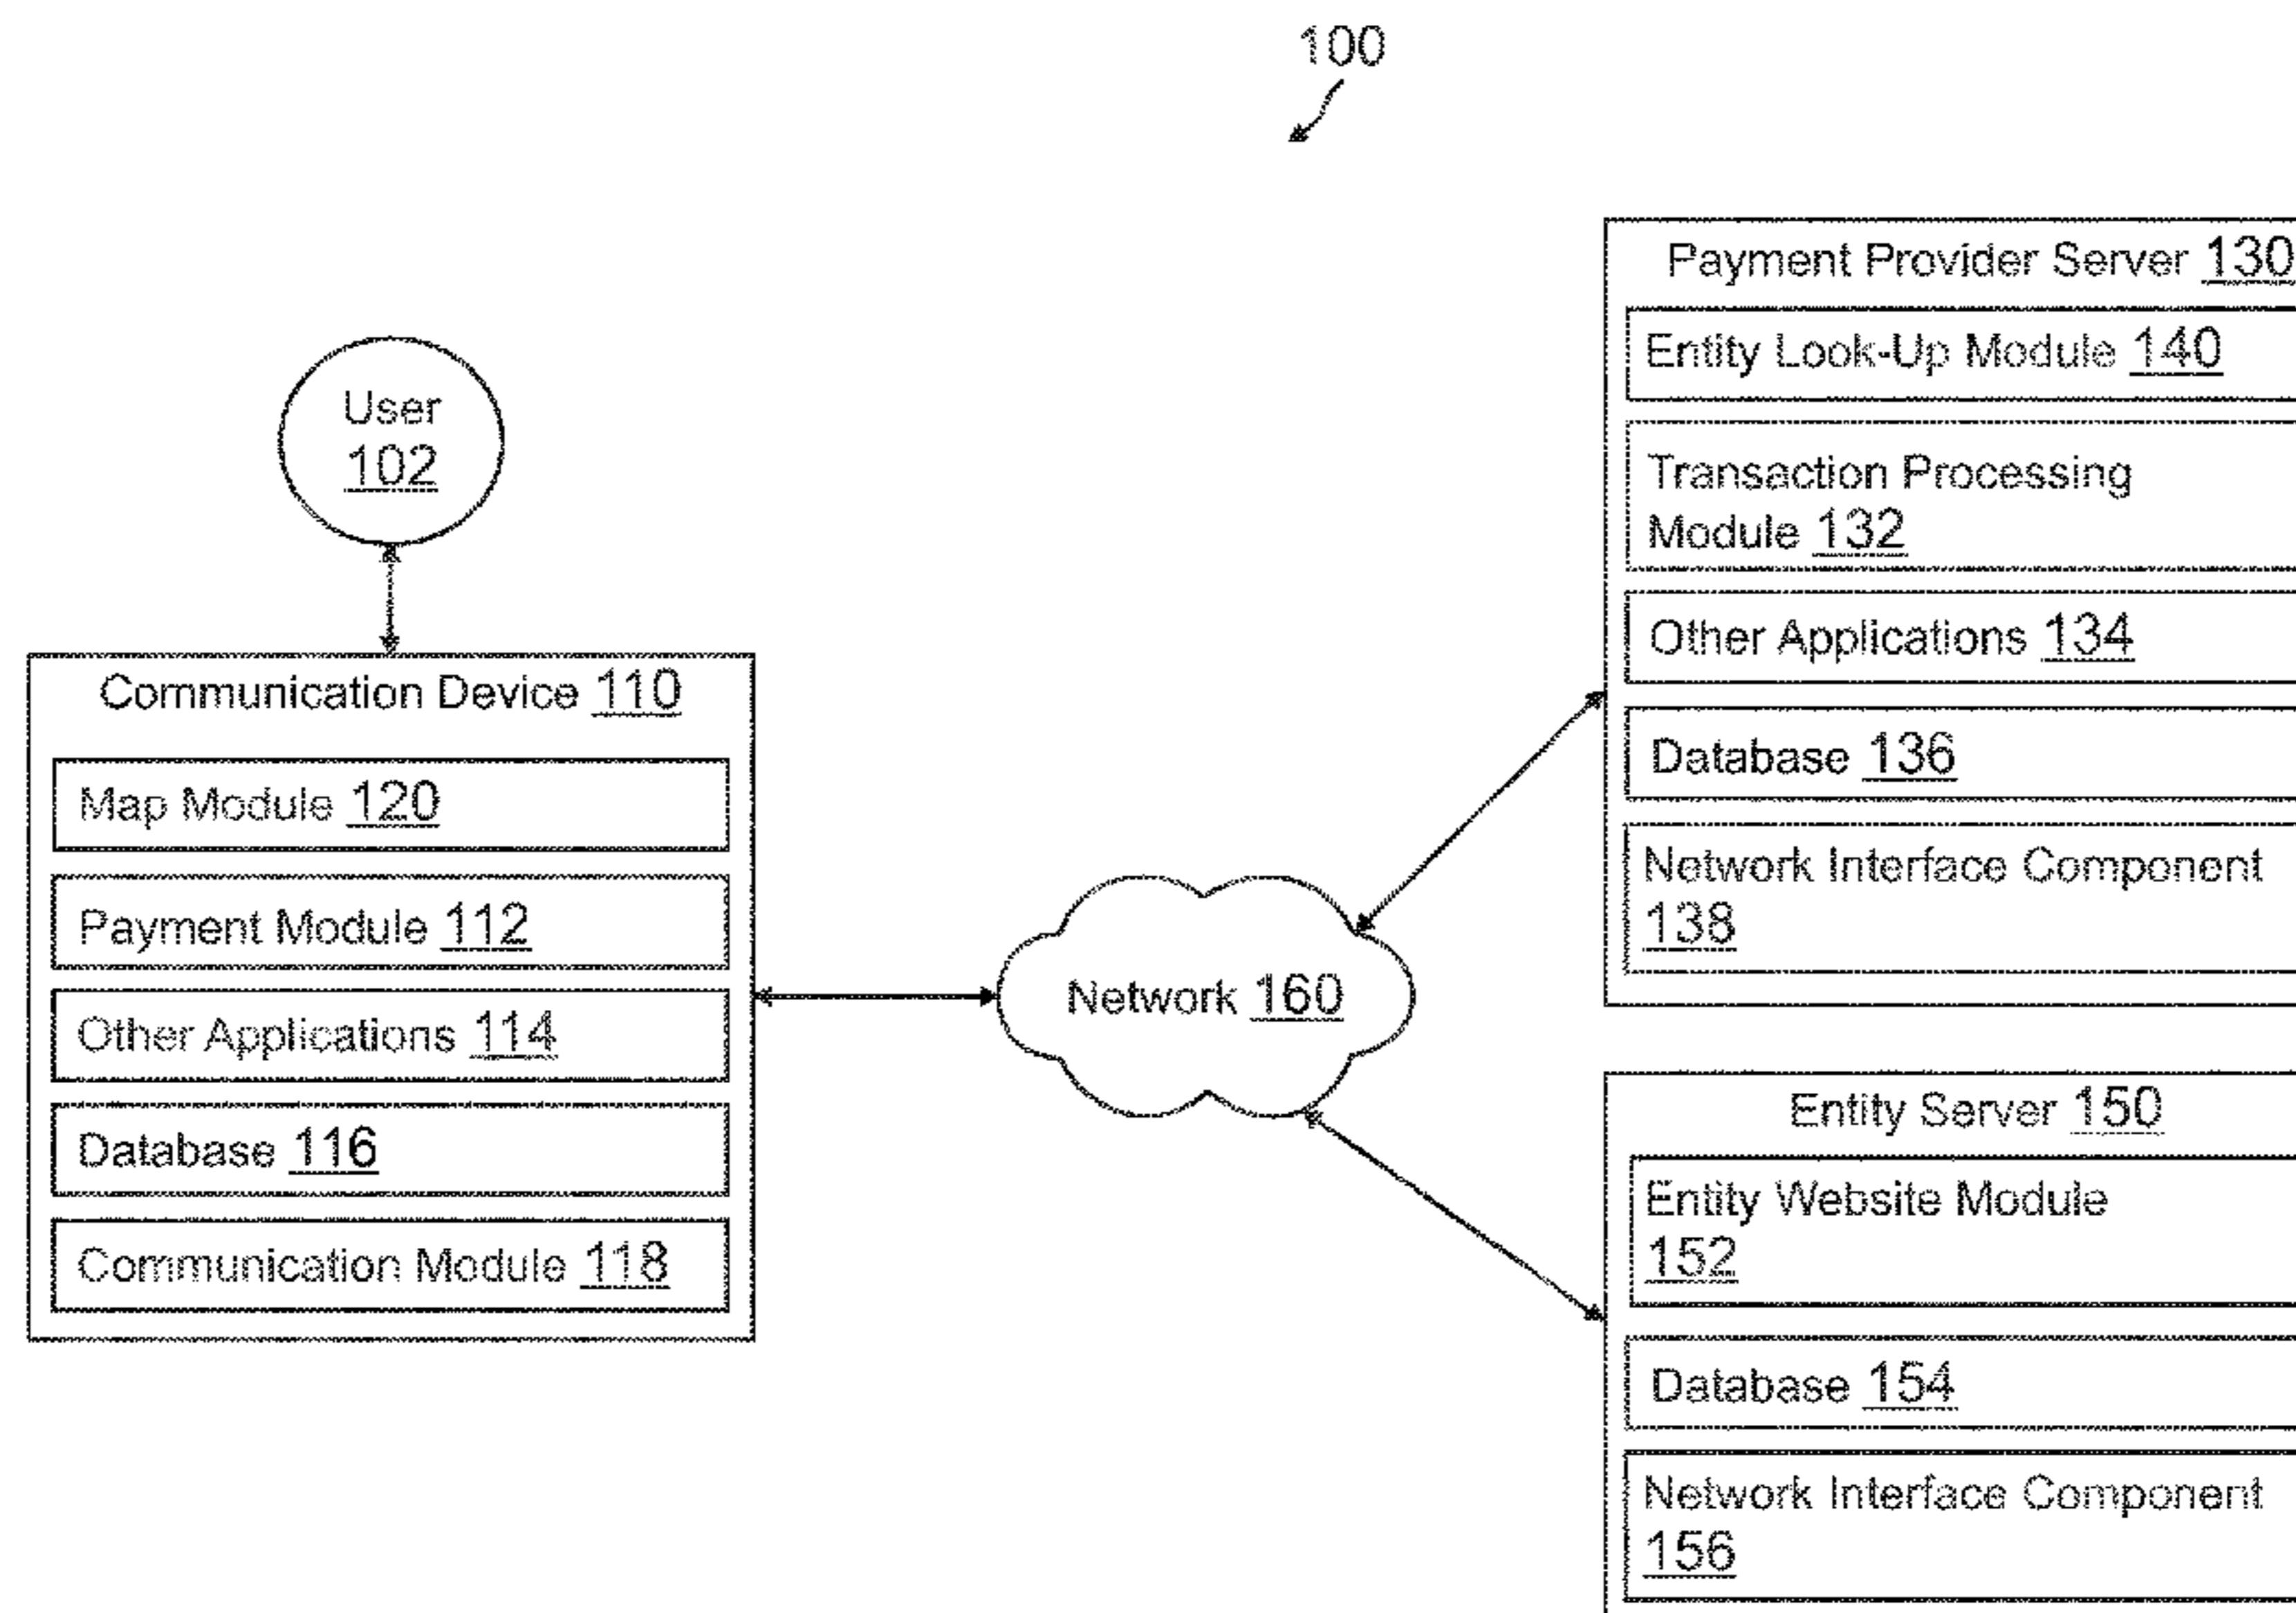 100
User
102
Communication Device 110
Map Module 120
Payment Module 112
Other Applications 114
Database 116
Communication Module 118
Network 160
Payment Provider Server 130
Entity Look-Up Module 140
Transaction Processing
Module 132
Other Applications 134
Database 136
Network Interface Component
138
Entity Server 150
Entity Website Module
152
Database 154
Network Interface Component
156